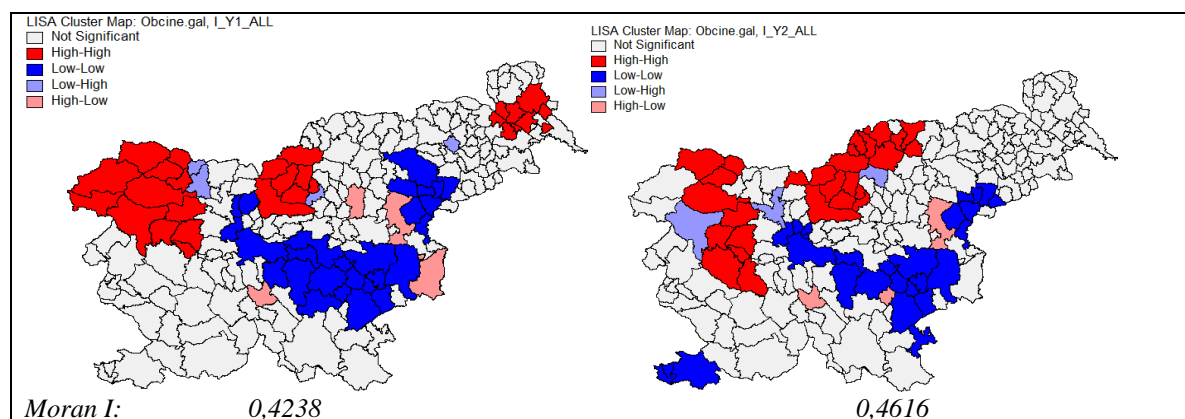 LISA Cluster Map: Obcine.gal, I_Y1_ALL
Not Significant
High-High
Low-Low
Low-High
High-Low
LISA Cluster Map: Obcine.gal, I_Y2_ALL
Not Significant
High-High
Low-Low
Low-High
High-Low
Moran I: 0,4238 0,4616